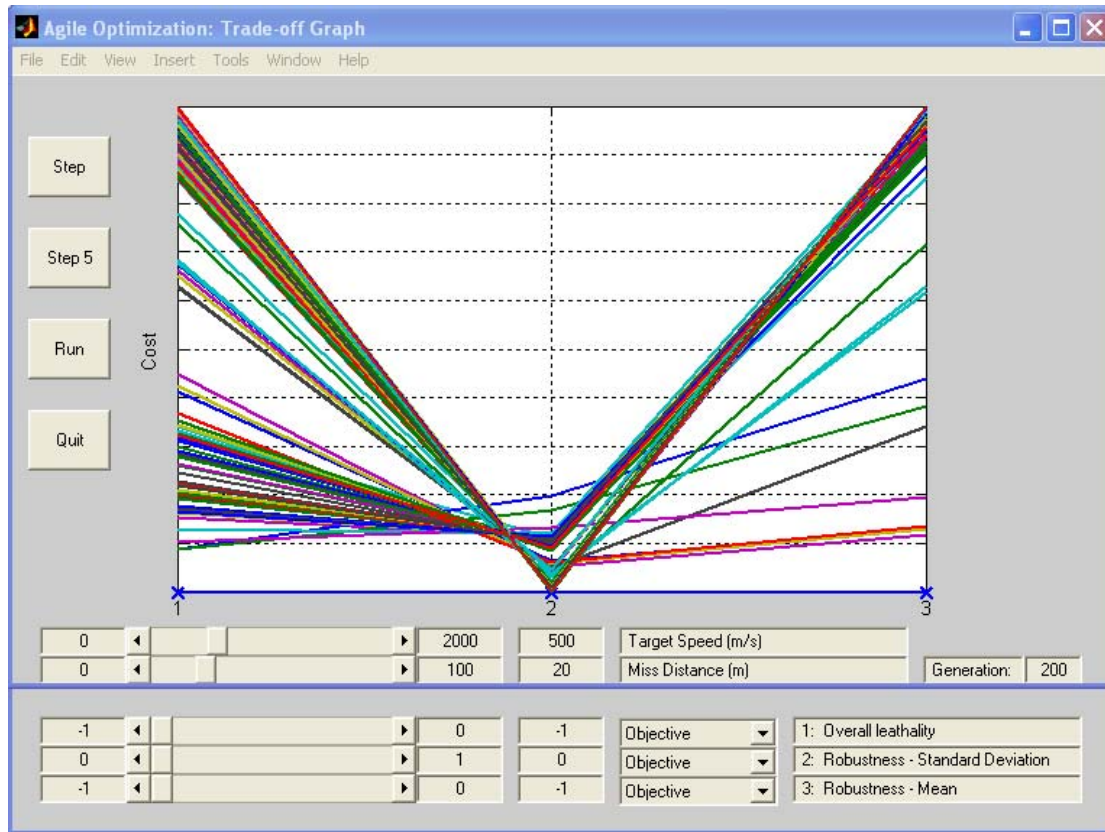 Agile Optimization: Trade-off Graph
File Edit View Insert Tools Window Help
Step
Step 5
Run
Quit
Cost
1 2 3
0 2000 500 Target Speed (m/s)
0 100 20 Miss Distance (m) Generation: 200
-1 0 -1 Objective 1: Overall leathality
0 1 0 Objective 2: Robustness - Standard Deviation
-1 0 -1 Objective 3: Robustness - Mean